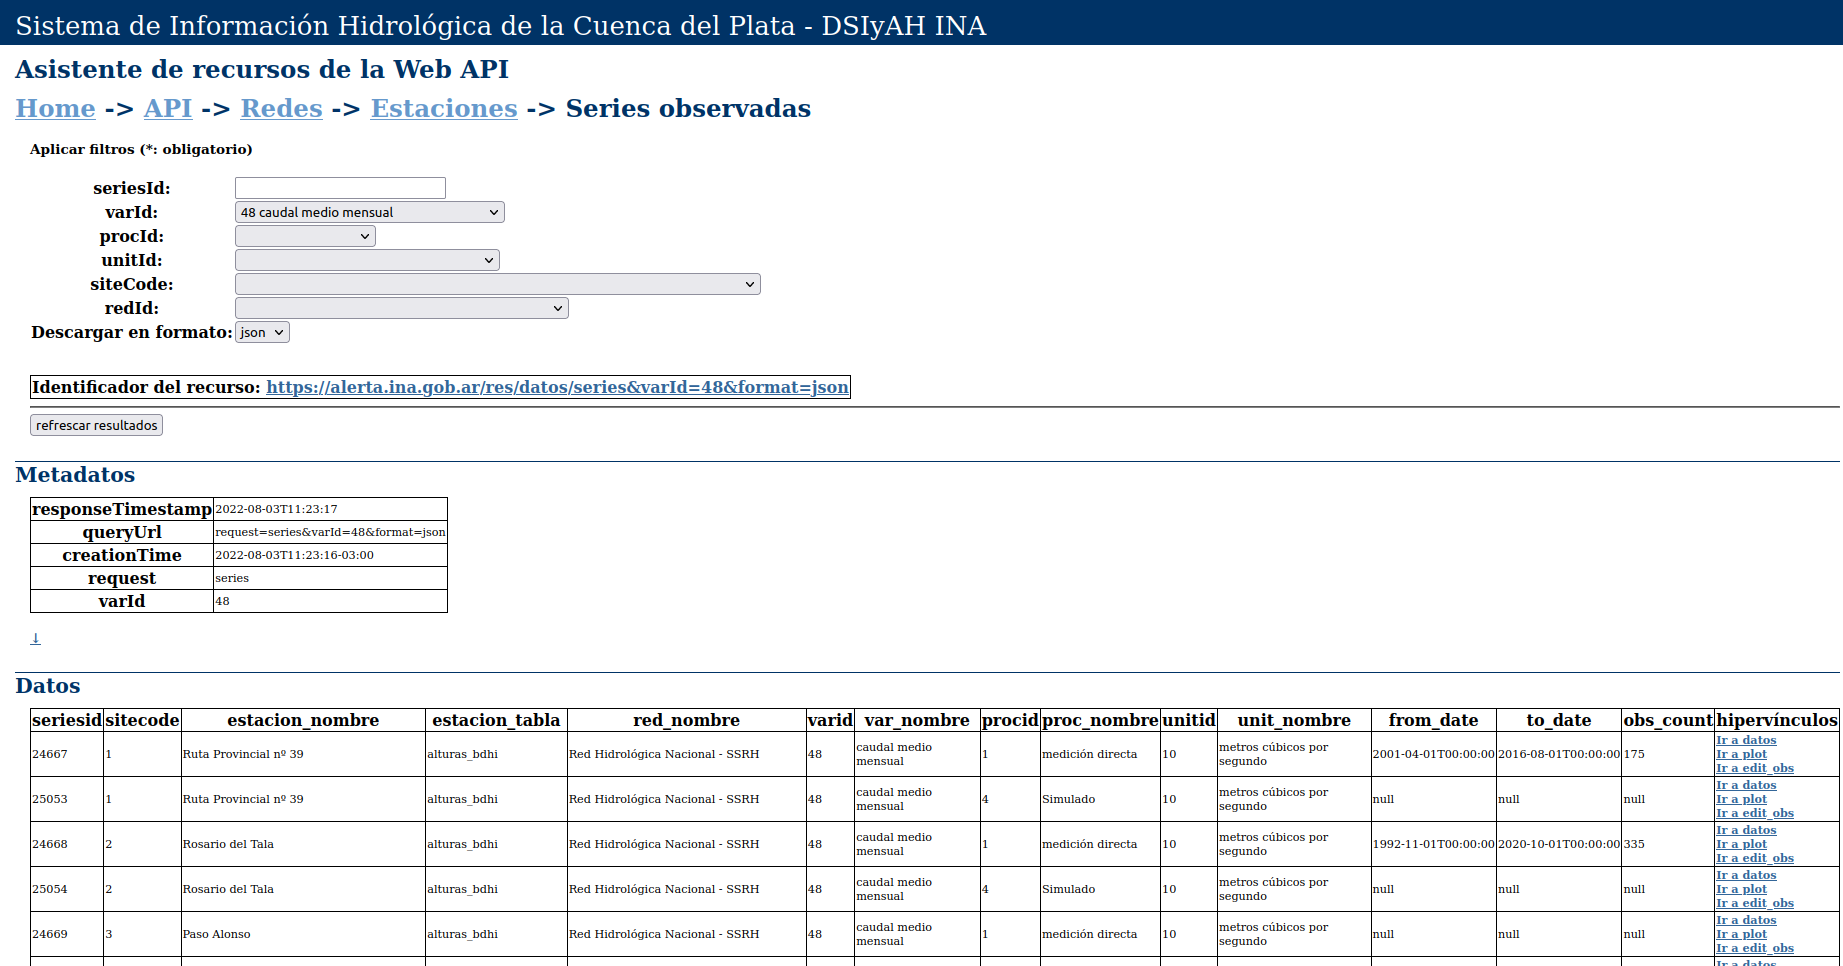 Sistema de Información Hidrológica de la Cuenca del Plata - DSIyAH INA
Asistente de recursos de la Web API
Home -> API -> Redes -> Estaciones -> Series observadas
Aplicar filtros (*: obligatorio)
seriesId:
varId: 48 caudal medio mensual
procId:
unitId:
siteCode:
redId:
Descargar en formato: json
Identificador del recurso: https://alerta.ina.gob.ar/res/datos/series&varId=48&format=json
refrescar resultados
Metadatos
responseTimestamp 2022-08-03T11:23:17
queryUrl request=series&varId=48&format=json
creationTime 2022-08-03T11:23:16-03:00
request series
varId 48
↓
Datos
seriesid sitecode estacion_nombre estacion_tabla red_nombre varid var_nombre procid proc_nombre unitid unit_nombre from_date to_date obs_count hipervínculos
24667 1 Ruta Provincial nº 39 alturas_bdhi Red Hidrológica Nacional - SSRH 48 caudal medio mensual 1 medición directa 10 metros cúbicos por segundo 2001-04-01T00:00:00 2016-08-01T00:00:00 175 Ir a datos
Ir a plot
Ir a edit_obs
25053 1 Ruta Provincial nº 39 alturas_bdhi Red Hidrológica Nacional - SSRH 48 caudal medio mensual 4 Simulado 10 metros cúbicos por segundo null null null Ir a datos
Ir a plot
Ir a edit_obs
24668 2 Rosario del Tala alturas_bdhi Red Hidrológica Nacional - SSRH 48 caudal medio mensual 1 medición directa 10 metros cúbicos por segundo 1992-11-01T00:00:00 2020-10-01T00:00:00 335 Ir a datos
Ir a plot
Ir a edit_obs
25054 2 Rosario del Tala alturas_bdhi Red Hidrológica Nacional - SSRH 48 caudal medio mensual 4 Simulado 10 metros cúbicos por segundo null null null Ir a datos
Ir a plot
Ir a edit_obs
24669 3 Paso Alonso alturas_bdhi Red Hidrológica Nacional - SSRH 48 caudal medio mensual 1 medición directa 10 metros cúbicos por segundo null null null Ir a datos
Ir a plot
Ir a edit_obs
Ir a datos